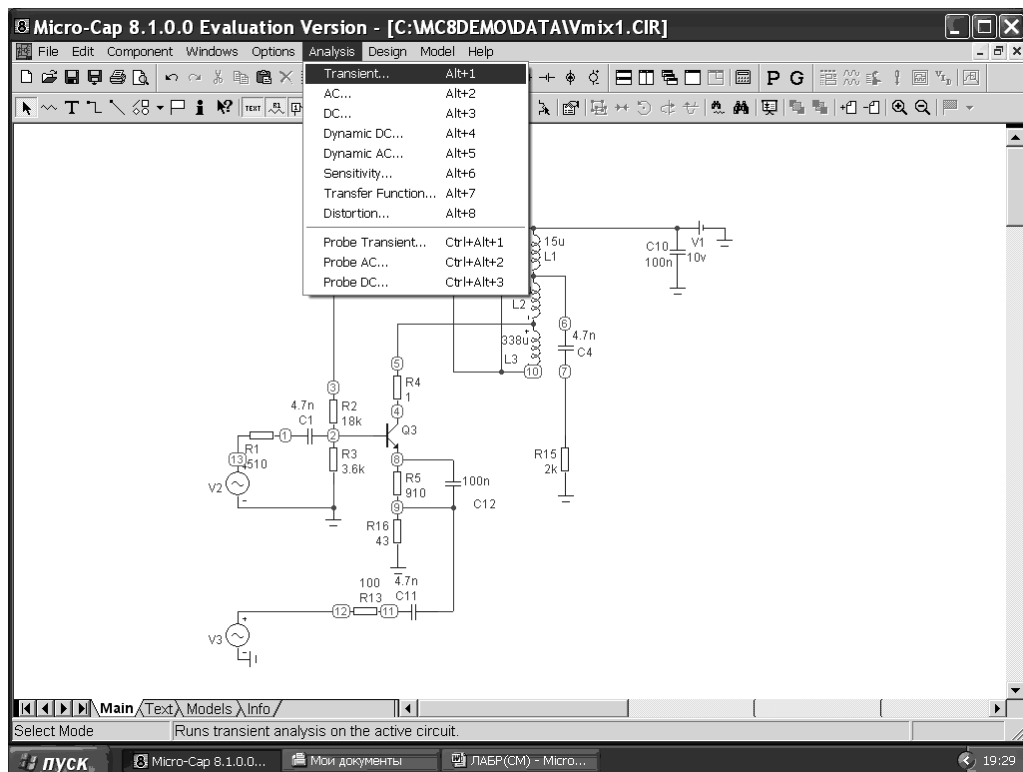 Micro-Cap 8.1.0.0 Evaluation Version - [C:\MC8DEMO\DATA\Vmix1.CIR]
File Edit Component Windows Options Analysis Design Model Help
Transient... Alt+1
AC... Alt+2
DC... Alt+3
Dynamic DC... Alt+4
Dynamic AC... Alt+5
Sensitivity... Alt+6
Transfer Function... Alt+7
Distortion... Alt+8
Probe Transient... Ctrl+Alt+1
Probe AC... Ctrl+Alt+2
Probe DC... Ctrl+Alt+3
P G
T
TEXT
15u
L1
C10
100n
V1
10v
L2
6
4.7n
C4
338u
L3
10
7
5
R4
1
3
4
4.7n
C1
R2
18k
Q3
1
2
R1
510
13
R3
3.6k
8
R15
2k
V2
R5
910
100n
C12
9
R16
43
100
R13
4.7n
C11
12
11
V3
Main Text Models Info
Select Mode Runs transient analysis on the active circuit.
пуск 8 Micro-Cap 8.1.0.0... Мои документы ЛАБР(СМ) - Micro... 19:29